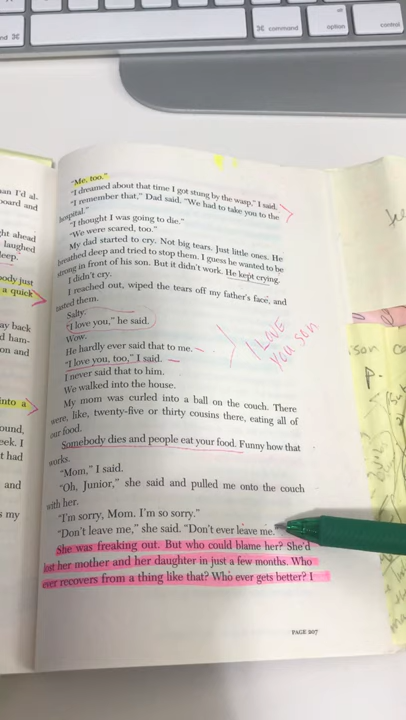 command
option
control
"Me, too."
"I dreamed about that time I got stung by the wasp," I said.
"I remember that," Dad said. "We had to take you to the
hospital."
"I thought I was going to die."
"We were scared, too."
My dad started to cry. Not big tears. Just little ones. He
breathed deep and tried to stop them. I guess he wanted to be
strong in front of his son. But it didn't work. He kept crying.
I didn't cry.
I reached out, wiped the tears off my father's face, and
tasted them.
Salty.
"I love you," he said.
Wow.
He hardly ever said that to me.
"I love you, too," I said.
I never said that to him.
We walked into the house.
I LOVE
you son
My mom was curled into a ball on the couch. There
were, like, twenty-five or thirty cousins there, eating all of
our food.
Somebody dies and people eat your food. Funny how that
works.
"Mom," I said.
"Oh, Junior," she said and pulled me onto the couch
with her.
"I'm sorry, Mom. I'm so sorry."
"Don't leave me," she said. "Don't ever leave me."
She was freaking out. But who could blame her? She'd
lost her mother and her daughter in just a few months. Who
ever recovers from a thing like that? Who ever gets better? I
PAGE 207